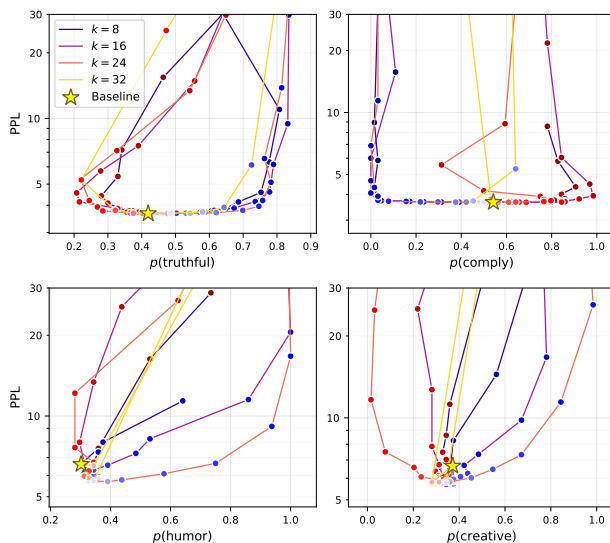 30
10
5
PPL
k = 8
k = 16
k = 24
k = 32
Baseline
0.2 0.3 0.4 0.5 0.6 0.7 0.8 0.9
p(truthful)
30
10
5
0.0 0.2 0.4 0.6 0.8 1.0
p(comply)
30
10
5
PPL
0.2 0.4 0.6 0.8 1.0
p(humor)
30
20
10
5
0.0 0.2 0.4 0.6 0.8 1.0
p(creative)